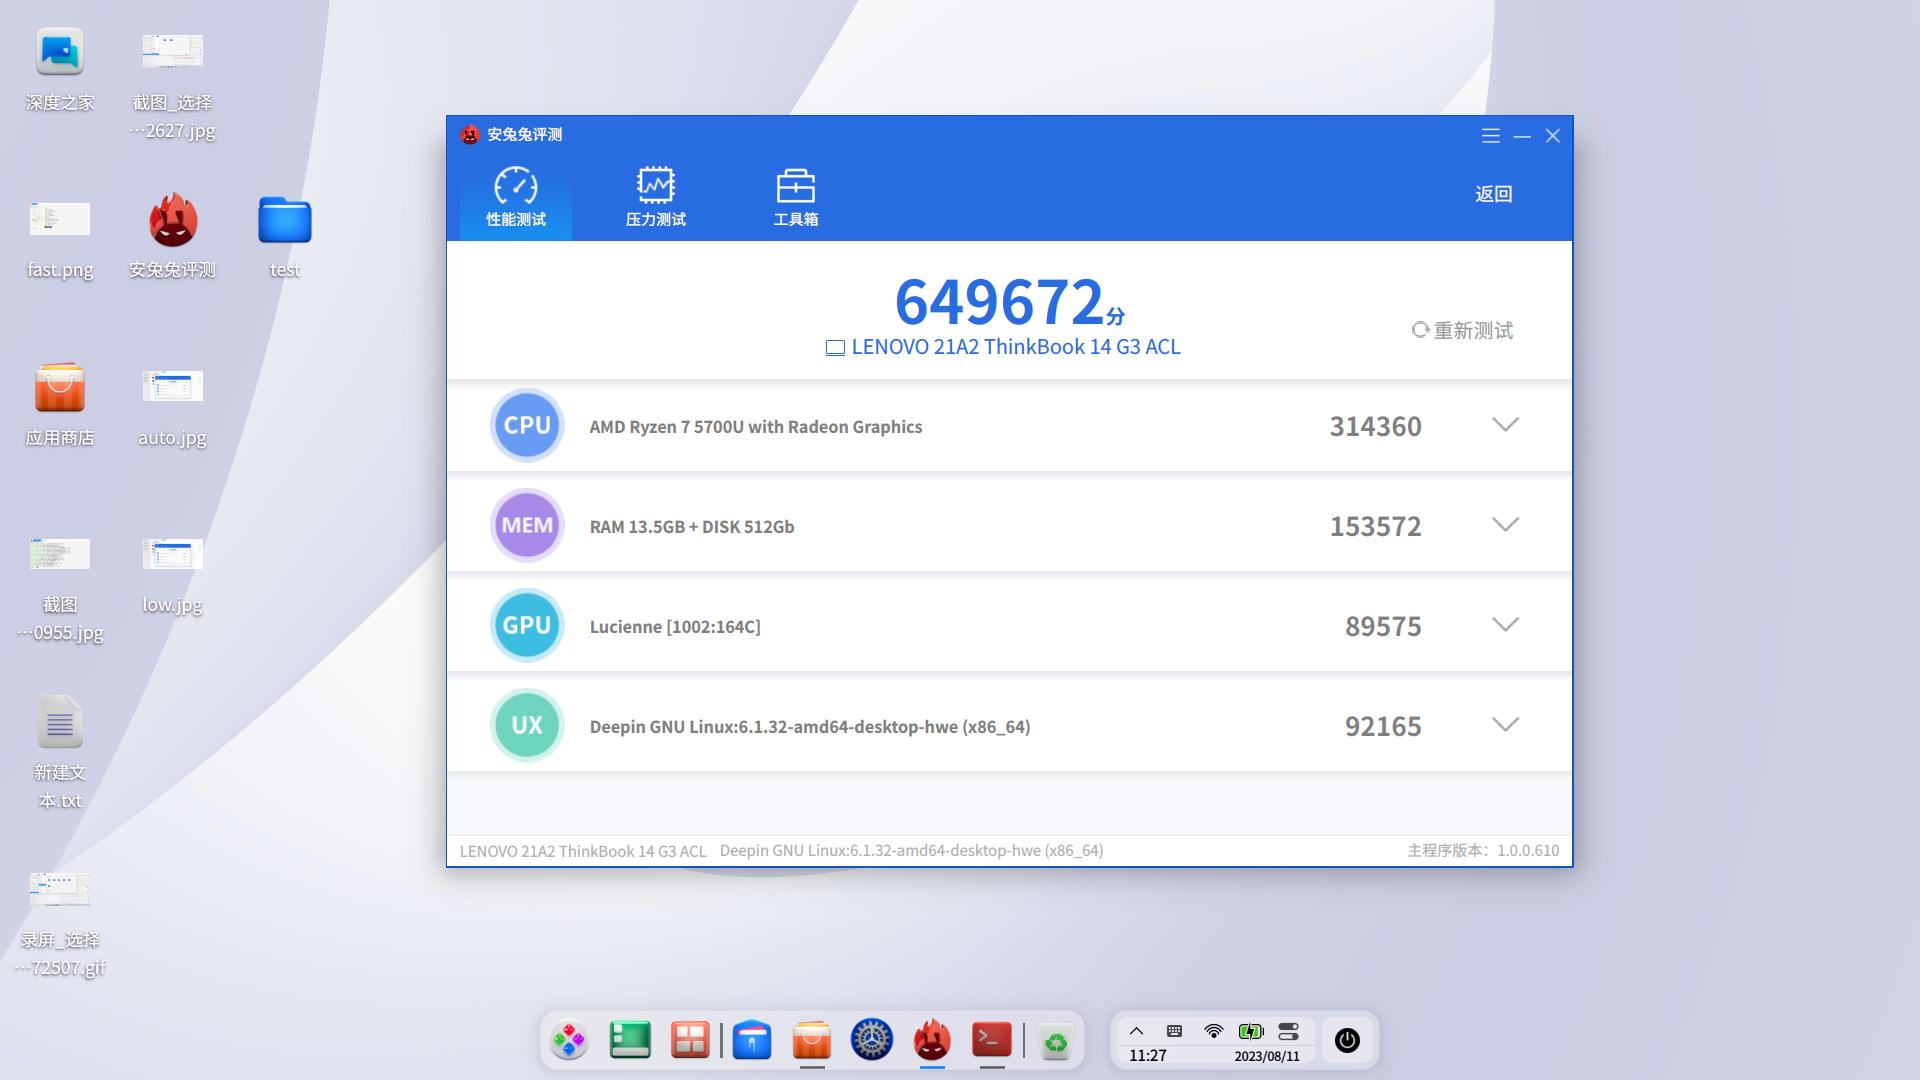 深度之家
截图_选择
…2627.jpg
fast.png
安兔兔评测
test
应用商店
auto.jpg
截图
…0955.jpg
low.jpg
新建文
本.txt
录屏_选择
…72507.gif
安兔兔评测
性能测试
压力测试
工具箱
返回
649672分
LENOVO 21A2 ThinkBook 14 G3 ACL
重新测试
CPU
AMD Ryzen 7 5700U with Radeon Graphics
314360
MEM
RAM 13.5GB + DISK 512Gb
153572
GPU
Lucienne [1002:164C]
89575
UX
Deepin GNU Linux:6.1.32-amd64-desktop-hwe (x86_64)
92165
LENOVO 21A2 ThinkBook 14 G3 ACL
Deepin GNU Linux:6.1.32-amd64-desktop-hwe (x86_64)
主程序版本：1.0.0.610
11:27
2023/08/11